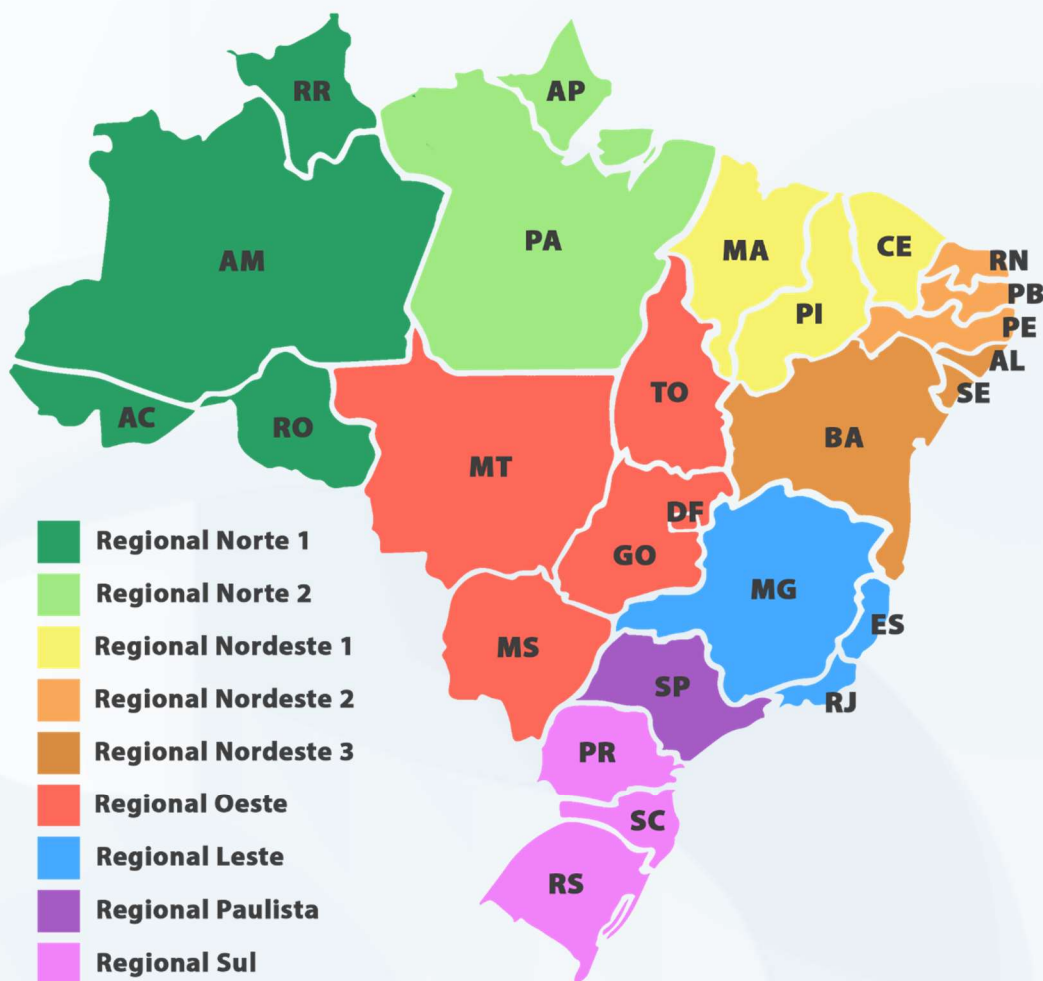 RR
AP
AM
PA
MA
CE
RN
PB
PI
PE
AL
SE
AC
RO
TO
BA
MT
DF
GO
MG
ES
MS
SP
RJ
PR
SC
RS
Regional Norte 1
Regional Norte 2
Regional Nordeste 1
Regional Nordeste 2
Regional Nordeste 3
Regional Oeste
Regional Leste
Regional Paulista
Regional Sul